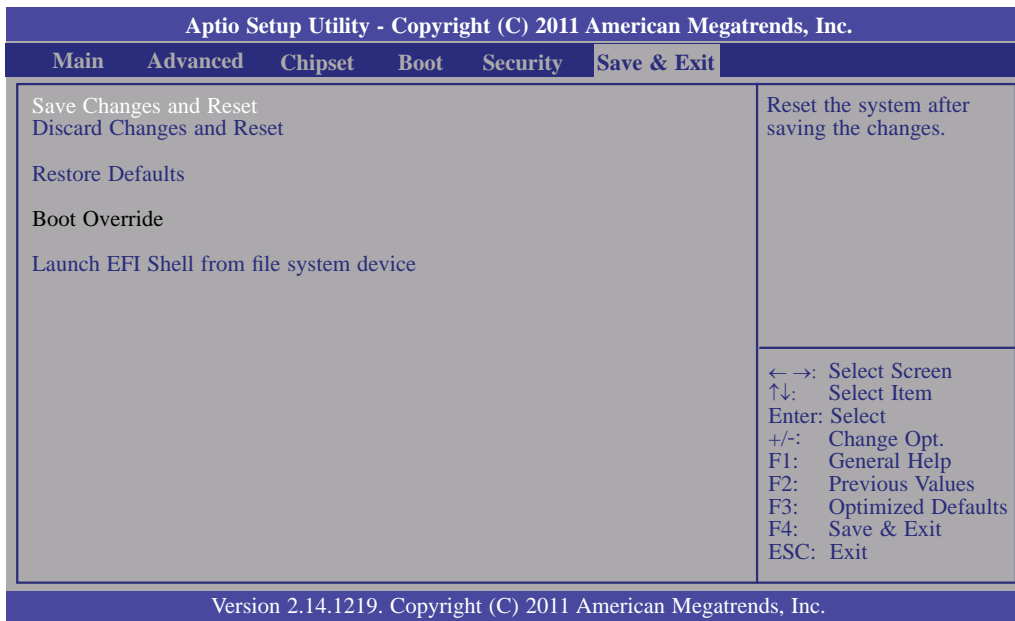 Aptio Setup Utility - Copyright (C) 2011 American Megatrends, Inc.
Main Advanced Chipset Boot Security Save & Exit
Save Changes and Reset
Discard Changes and Reset
Restore Defaults
Boot Override
Launch EFI Shell from file system device
Reset the system after
saving the changes.
← →: Select Screen
↑↓: Select Item
Enter: Select
+/-: Change Opt.
F1: General Help
F2: Previous Values
F3: Optimized Defaults
F4: Save & Exit
ESC: Exit
Version 2.14.1219. Copyright (C) 2011 American Megatrends, Inc.